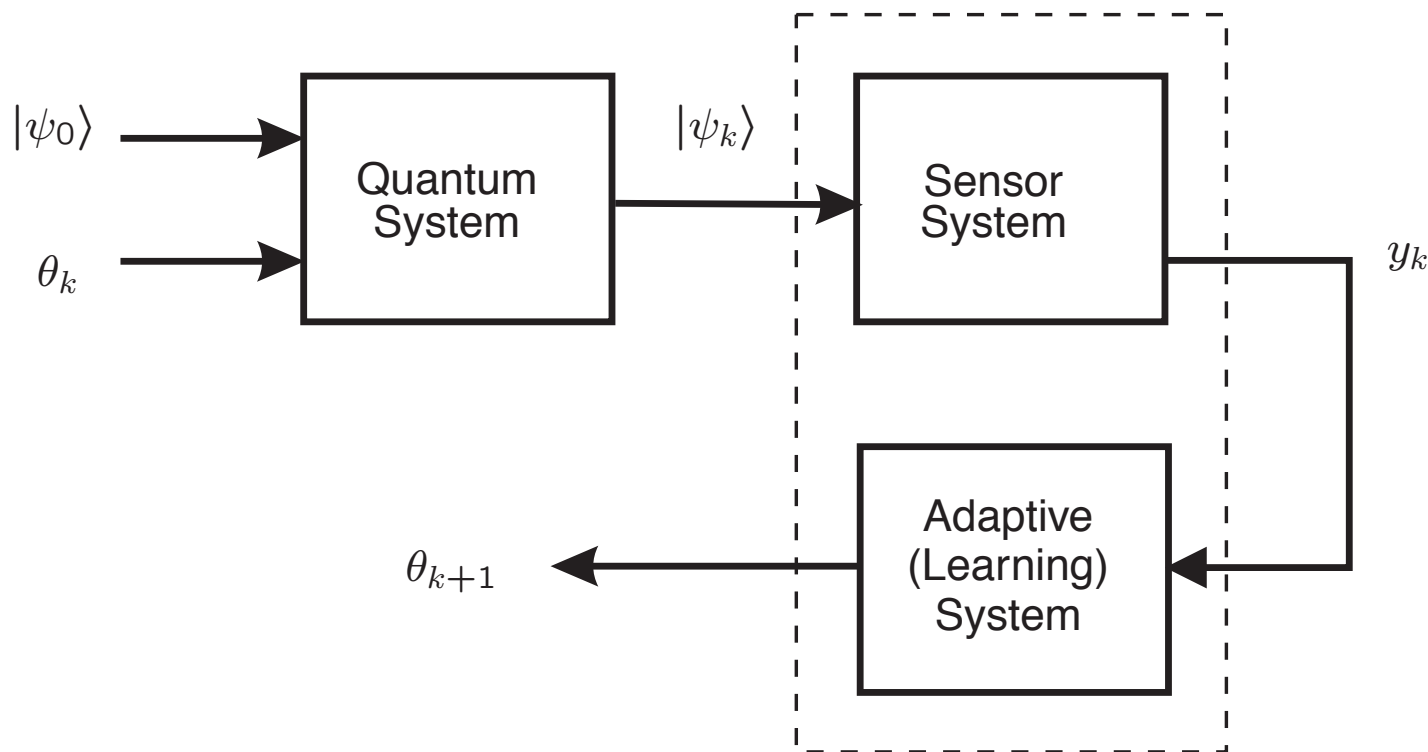 |ψ₀⟩
θₖ
Quantum
System
|ψₖ⟩
Sensor
System
yₖ
Adaptive
(Learning)
System
θₖ₊₁